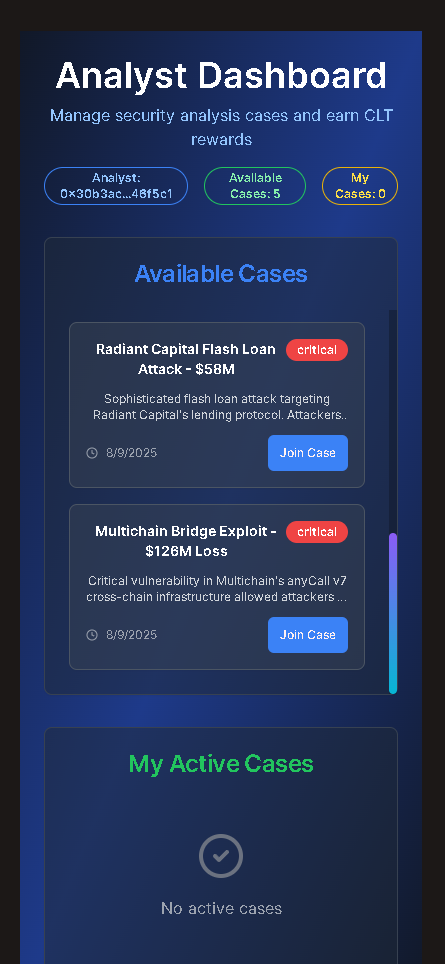 Analyst Dashboard
Manage security analysis cases and earn CLT
rewards
Analyst:
0x30b3ac...46f5c1
Available
Cases: 5
My
Cases: 0
Available Cases
Radiant Capital Flash Loan
Attack - $58M
critical
Sophisticated flash loan attack targeting
Radiant Capital's lending protocol. Attackers..
8/9/2025
Join Case
Multichain Bridge Exploit -
$126M Loss
critical
Critical vulnerability in Multichain's anyCall v7
cross-chain infrastructure allowed attackers ...
8/9/2025
Join Case
My Active Cases
No active cases